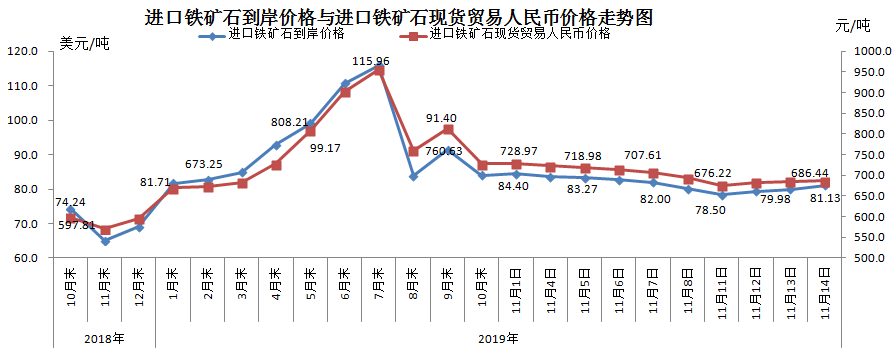 进口铁矿石到岸价格与进口铁矿石现货贸易人民币价格走势图
美元/吨
进口铁矿石到岸价格
进口铁矿石现货贸易人民币价格
元/吨
120.0
110.0
100.0
90.0
80.0
70.0
60.0
1000.0
950.0
900.0
850.0
800.0
750.0
700.0
650.0
600.0
550.0
500.0
74.24
597.81
81.71
673.25
808.21
99.17
115.96
91.40
760.63
728.97
84.40
718.98
83.27
707.61
82.00
676.22
78.50
79.98
686.44
81.13
10月末
11月末
12月末
1月末
2月末
3月末
4月末
5月末
6月末
7月末
8月末
9月末
10月末
11月1日
11月4日
11月5日
11月6日
11月7日
11月8日
11月11日
11月12日
11月13日
11月14日
2018年
2019年